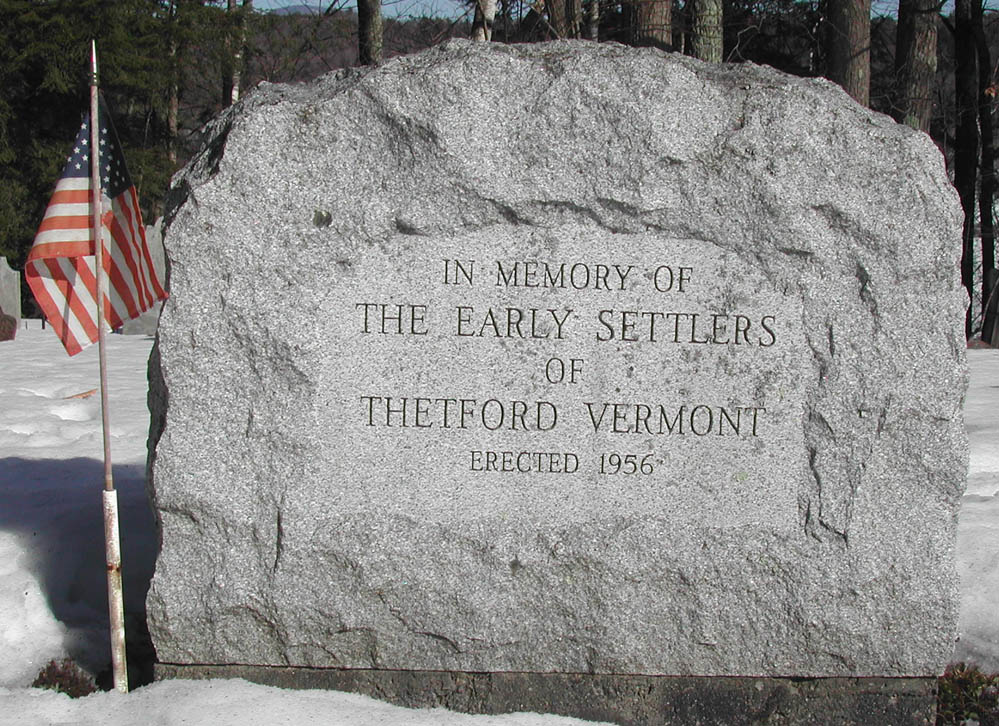 IN MEMORY OF
THE EARLY SETTLERS
OF
THETFORD VERMONT
ERECTED 1956